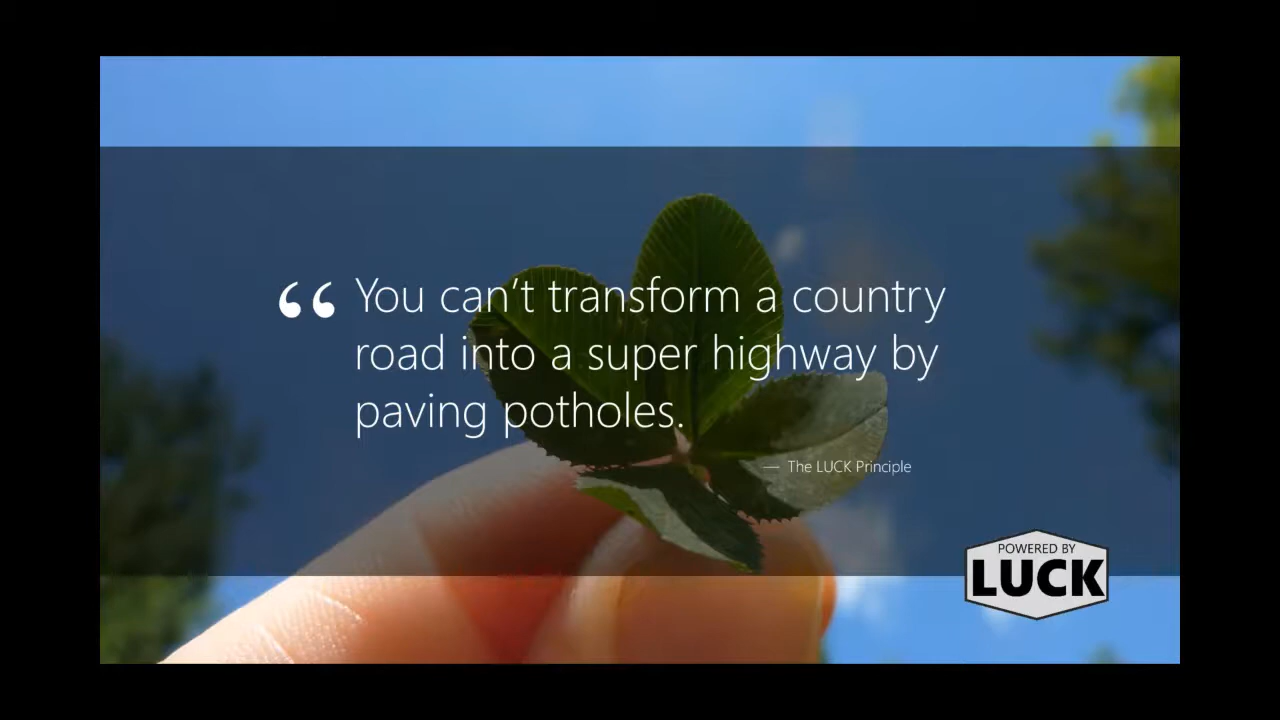 “ You can’t transform a country
road into a super highway by
paving potholes.
— The LUCK Principle
POWERED BY
LUCK